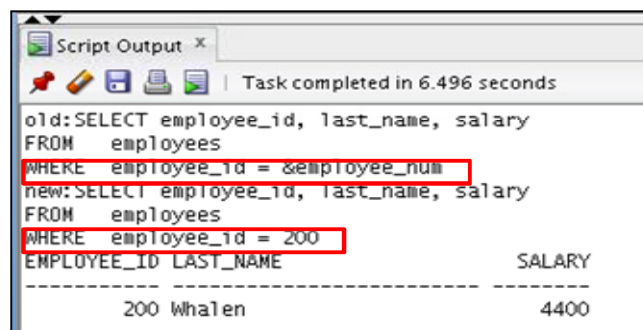 Script Output ×
Task completed in 6.496 seconds
old:SELECT employee_id, last_name, salary
FROM   employees
WHERE  employee_id = &employee_num
new:SELECT employee_id, last_name, salary
FROM   employees
WHERE  employee_id = 200
EMPLOYEE_ID LAST_NAME                 SALARY
----------- ------------------------- --------
        200 Whalen                      4400